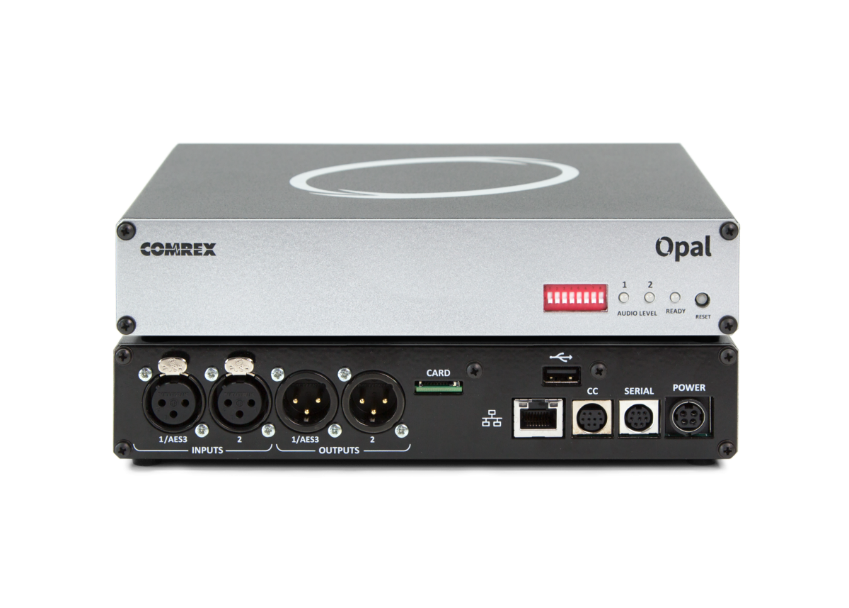 COMREX
Opal
1 2
AUDIO LEVEL
READY
RESET
CARD
CC
SERIAL
POWER
1/AES3
2
1/AES3
2
INPUTS
OUTPUTS